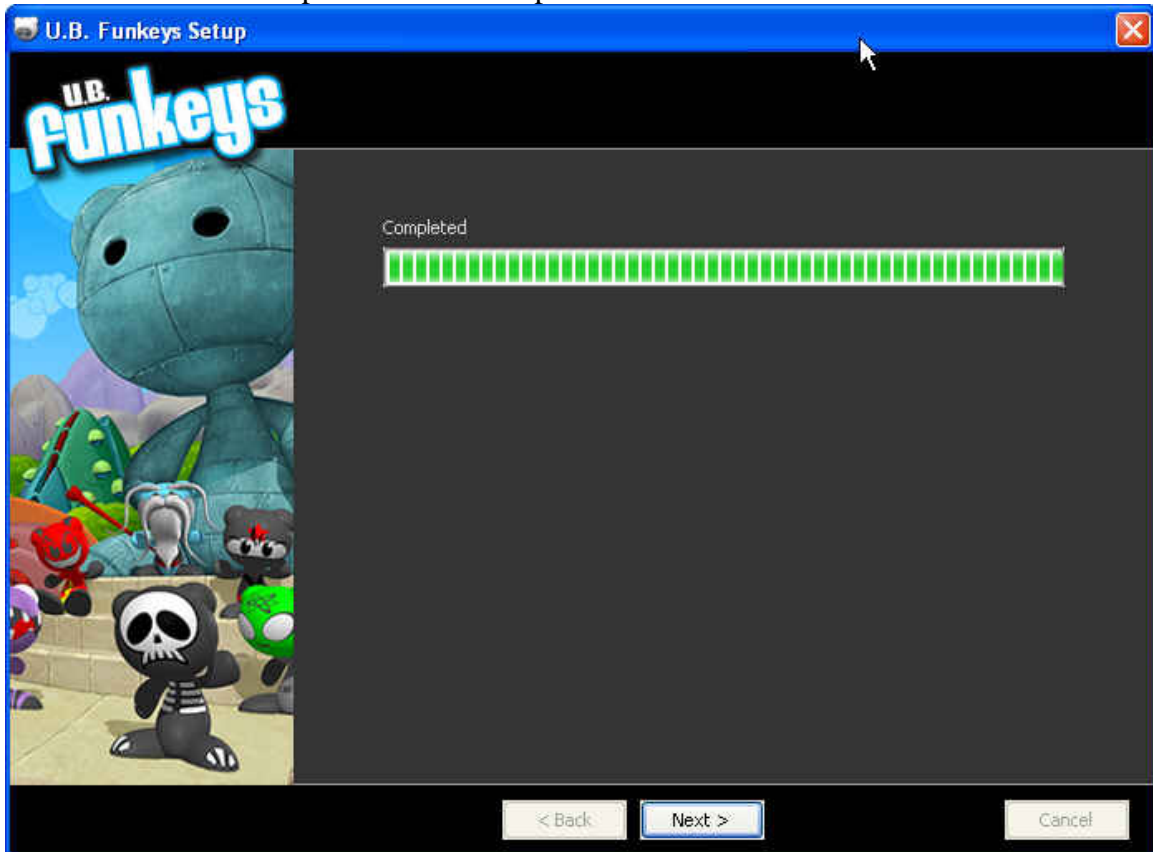 U.B. Funkeys Setup
U.B.
funkeys
Completed
< Back
Next >
Cancel